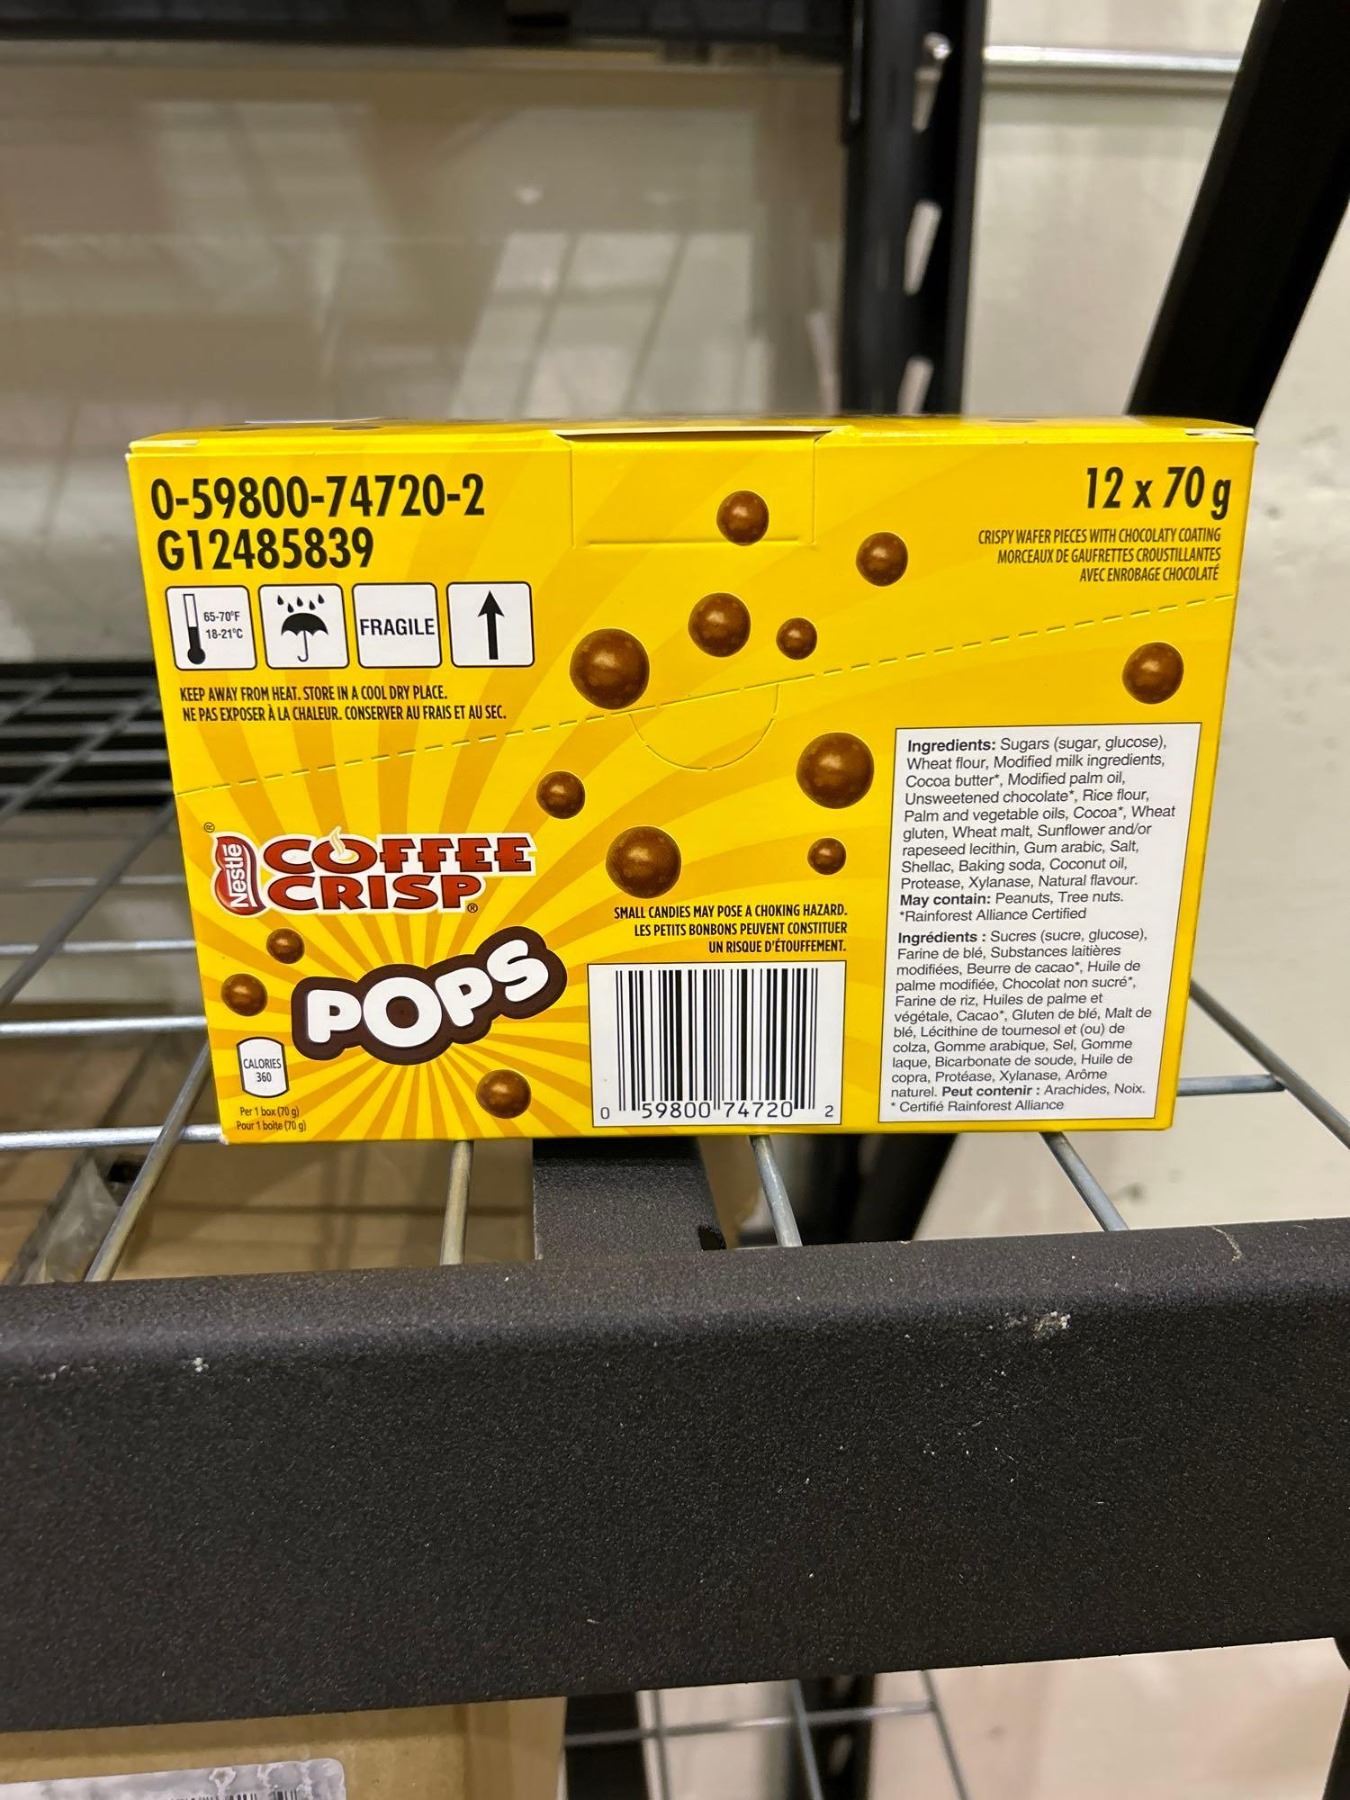 0-59800-74720-2
G12485839
65-70°F
18-21°C
FRAGILE
KEEP AWAY FROM HEAT. STORE IN A COOL DRY PLACE.
NE PAS EXPOSER À LA CHALEUR. CONSERVER AU FRAIS ET AU SEC.
12 x 70 g
CRISPY WAFER PIECES WITH CHOCOLATY COATING
MORCEAUX DE GAUFRETTES CROUSTILLANTES
AVEC ENROBAGE CHOCOLATÉ
Nestlé®
COFFEE
CRISP®
POPS
CALORIES
360
Per 1 box (70 g)
Pour 1 boîte (70 g)
SMALL CANDIES MAY POSE A CHOKING HAZARD.
LES PETITS BONBONS PEUVENT CONSTITUER
UN RISQUE D'ÉTOUFFEMENT.
0 59800 74720 2
Ingredients: Sugars (sugar, glucose),
Wheat flour, Modified milk ingredients,
Cocoa butter*, Modified palm oil,
Unsweetened chocolate*, Rice flour,
Palm and vegetable oils, Cocoa*, Wheat
gluten, Wheat malt, Sunflower and/or
rapeseed lecithin, Gum arabic, Salt,
Shellac, Baking soda, Coconut oil,
Protease, Xylanase, Natural flavour.
May contain: Peanuts, Tree nuts.
*Rainforest Alliance Certified
Ingrédients : Sucres (sucre, glucose),
Farine de blé, Substances laitières
modifiées, Beurre de cacao*, Huile de
palme modifiée, Chocolat non sucré*,
Farine de riz, Huiles de palme et
végétale, Cacao*, Gluten de blé, Malt de
blé, Lécithine de tournesol et (ou) de
colza, Gomme arabique, Sel, Gomme
laque, Bicarbonate de soude, Huile de
copra, Protéase, Xylanase, Arôme
naturel. Peut contenir : Arachides, Noix.
* Certifié Rainforest Alliance